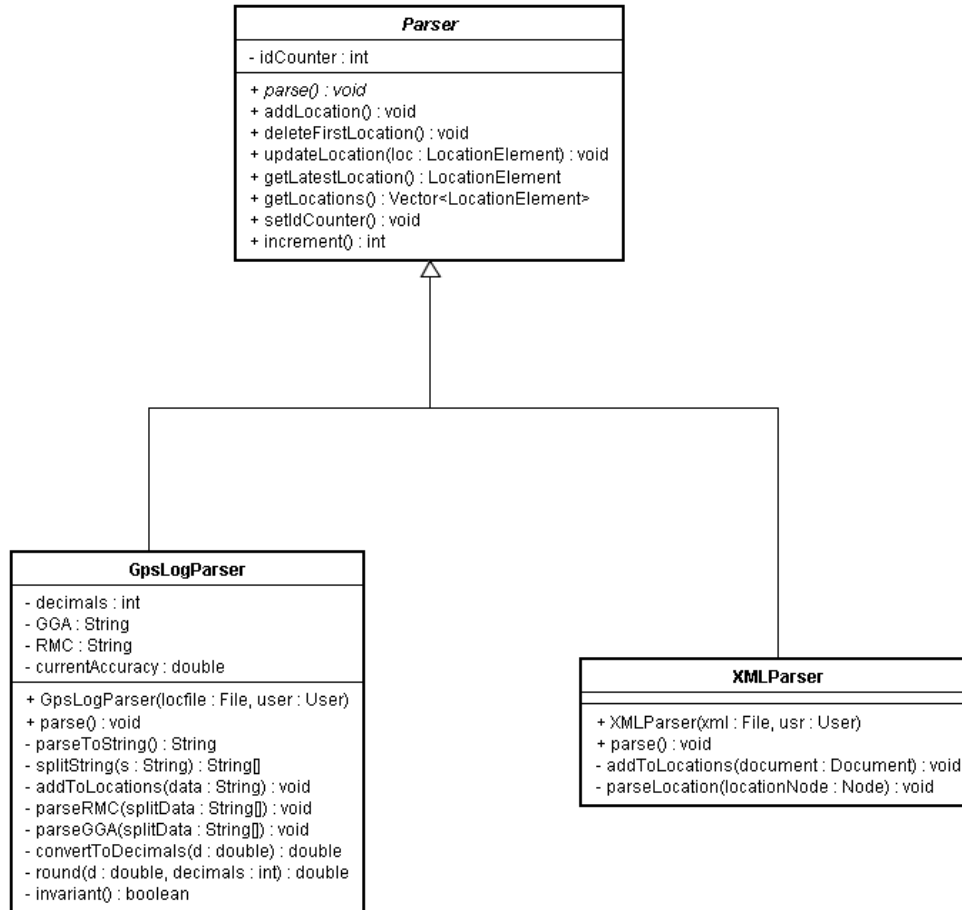 Parser
- idCounter : int
+ parse() : void
+ addLocation() : void
+ deleteFirstLocation() : void
+ updateLocation(loc : LocationElement) : void
+ getLatestLocation() : LocationElement
+ getLocations() : Vector<LocationElement>
+ setIdCounter() : void
+ increment() : int
GpsLogParser
- decimals : int
- GGA : String
- RMC : String
- currentAccuracy : double
+ GpsLogParser(locfile : File, user : User)
+ parse() : void
- parseToString() : String
- splitString(s : String) : String[]
- addToLocations(data : String) : void
- parseRMC(splitData : String[]) : void
- parseGGA(splitData : String[]) : void
- convertToDecimals(d : double) : double
- round(d : double, decimals : int) : double
- invariant() : boolean
XMLParser
+ XMLParser(xml : File, usr : User)
+ parse() : void
- addToLocations(document : Document) : void
- parseLocation(locationNode : Node) : void